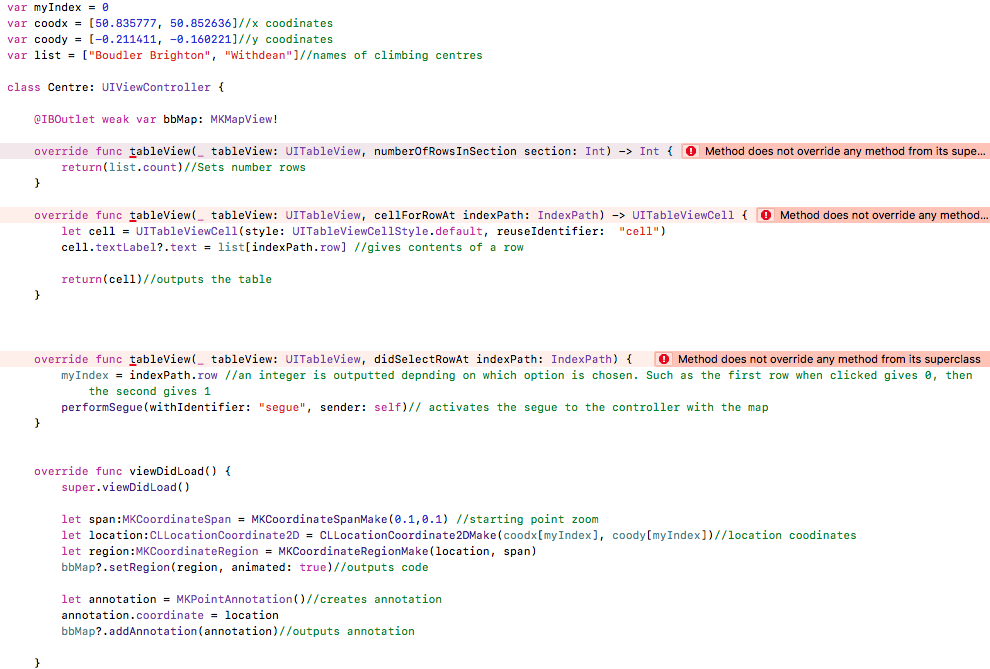 var myIndex = 0
var coodx = [50.835777, 50.852636]//x coodinates
var coody = [-0.211411, -0.160221]//y coodinates
var list = ["Boudler Brighton", "Withdean"]//names of climbing centres
class Centre: UIViewController {
@IBOutlet weak var bbMap: MKMapView!
override func tableView(_ tableView: UITableView, numberOfRowsInSection section: Int) -> Int { Method does not override any method from its supe...
return(list.count)//Sets number rows
}
override func tableView(_ tableView: UITableView, cellForRowAt indexPath: IndexPath) -> UITableViewCell { Method does not override any method...
let cell = UITableViewCell(style: UITableViewCellStyle.default, reuseIdentifier:  "cell")
cell.textLabel?.text = list[indexPath.row] //gives contents of a row
return(cell)//outputs the table
}
override func tableView(_ tableView: UITableView, didSelectRowAt indexPath: IndexPath) { Method does not override any method from its superclass
myIndex = indexPath.row //an integer is outputted depnding on which option is chosen. Such as the first row when clicked gives 0, then
the second gives 1
performSegue(withIdentifier: "segue", sender: self)// activates the segue to the controller with the map
}
override func viewDidLoad() {
super.viewDidLoad()
let span:MKCoordinateSpan = MKCoordinateSpanMake(0.1,0.1) //starting point zoom
let location:CLLocationCoordinate2D = CLLocationCoordinate2DMake(coodx[myIndex], coody[myIndex])//location coodinates
let region:MKCoordinateRegion = MKCoordinateRegionMake(location, span)
bbMap?.setRegion(region, animated: true)//outputs code
let annotation = MKPointAnnotation()//creates annotation
annotation.coordinate = location
bbMap?.addAnnotation(annotation)//outputs annotation
}